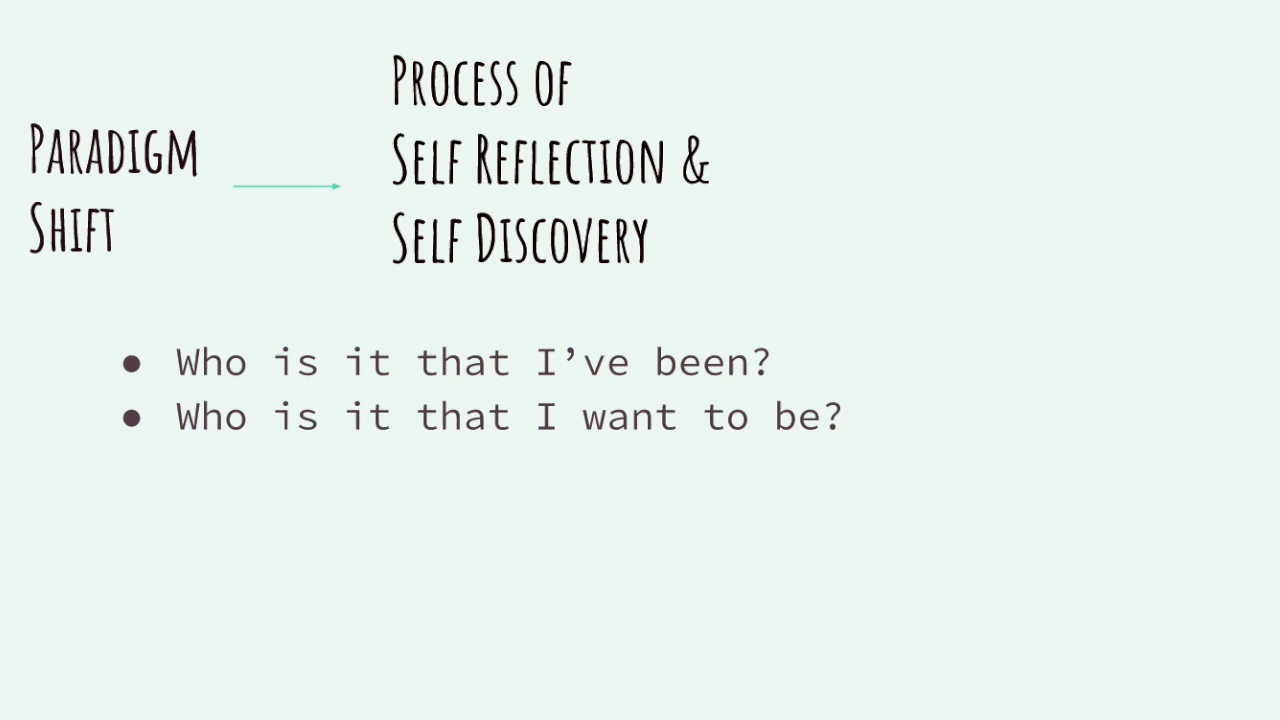 Paradigm
Shift
Process of
Self Reflection &
Self Discovery
● Who is it that I’ve been?
● Who is it that I want to be?